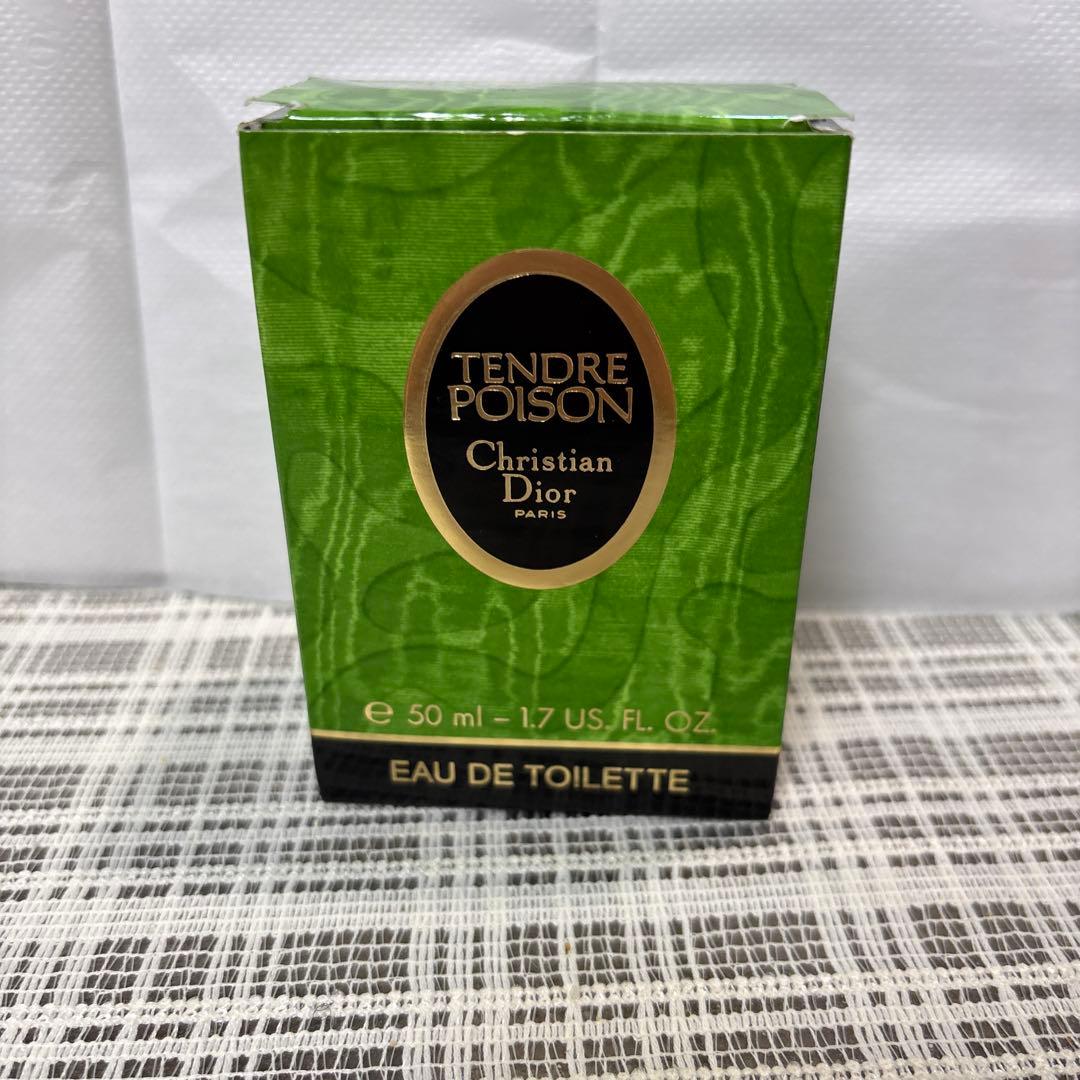 TENDRE
POISON
Christian
Dior
PARIS
℮ 50 ml – 1.7 US. FL. OZ.
EAU DE TOILETTE